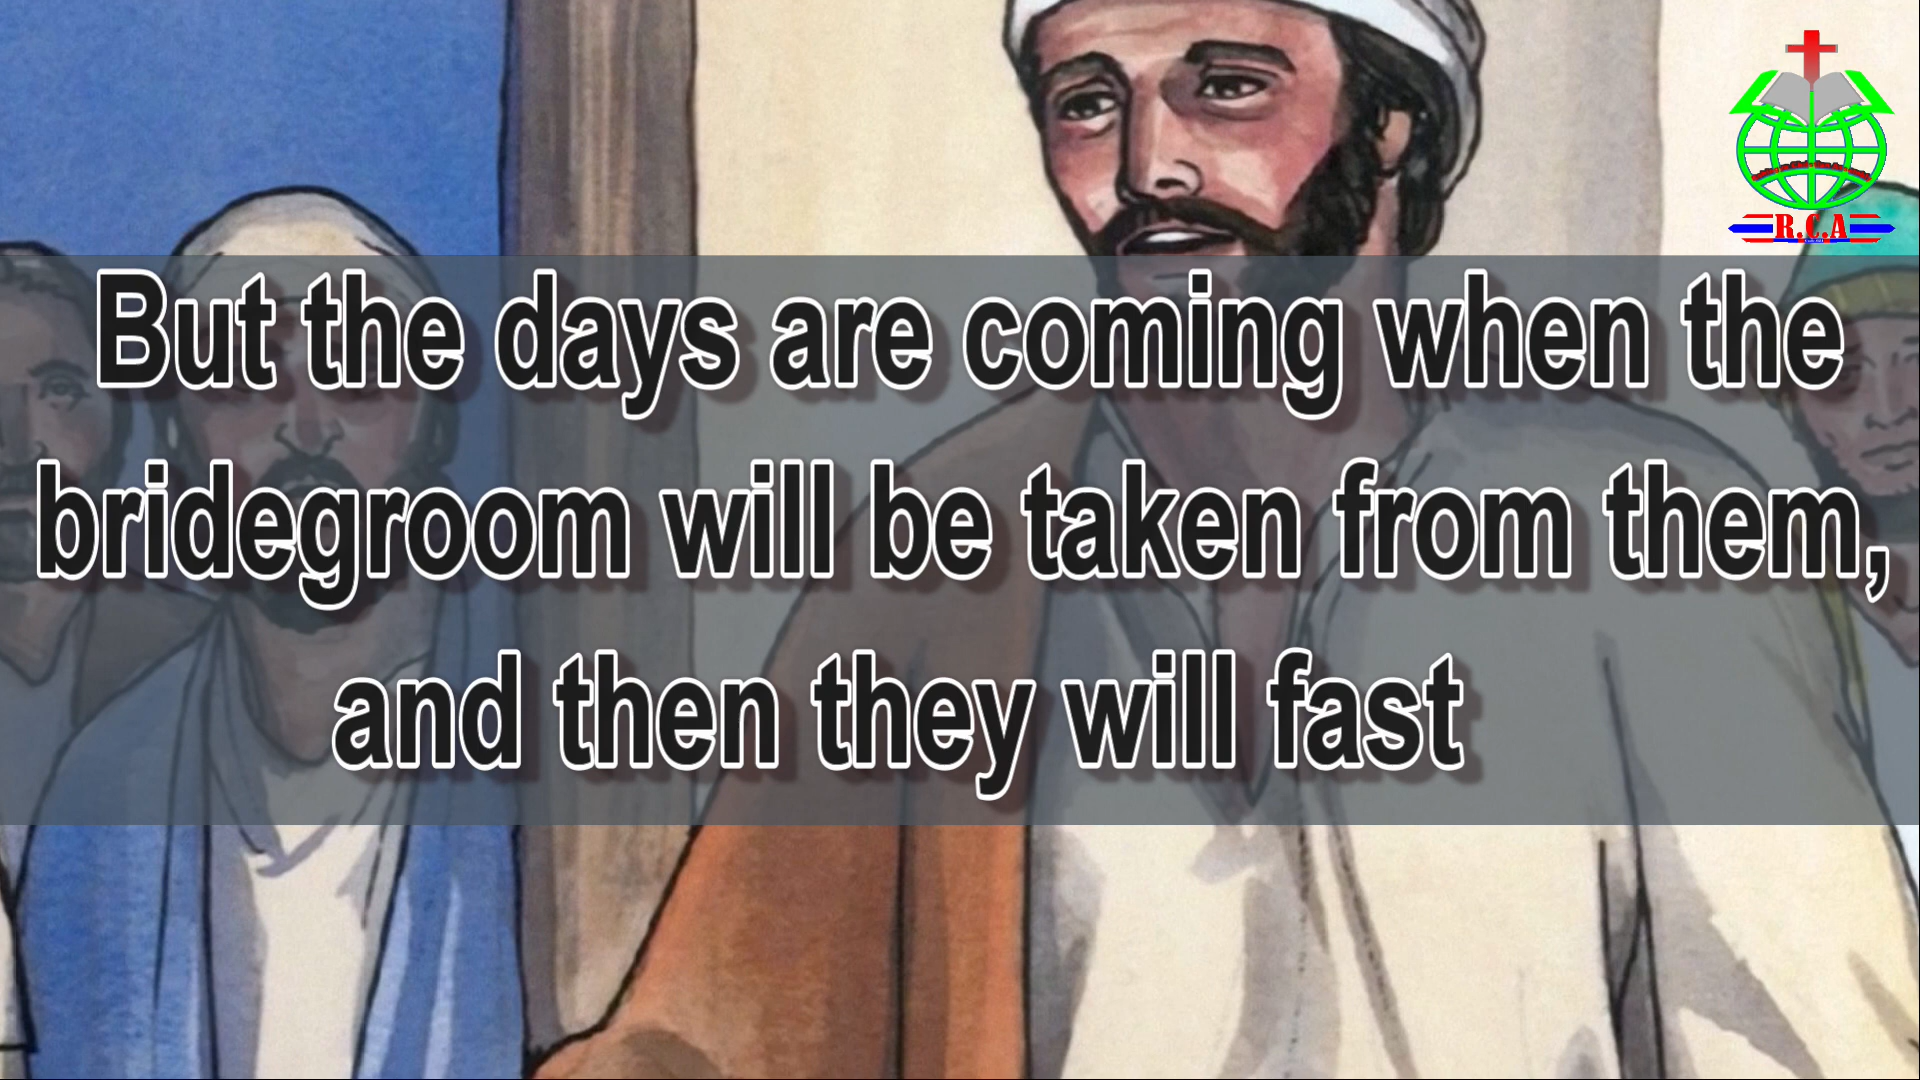 R.C.A
But the days are coming when the
bridegroom will be taken from them,
and then they will fast